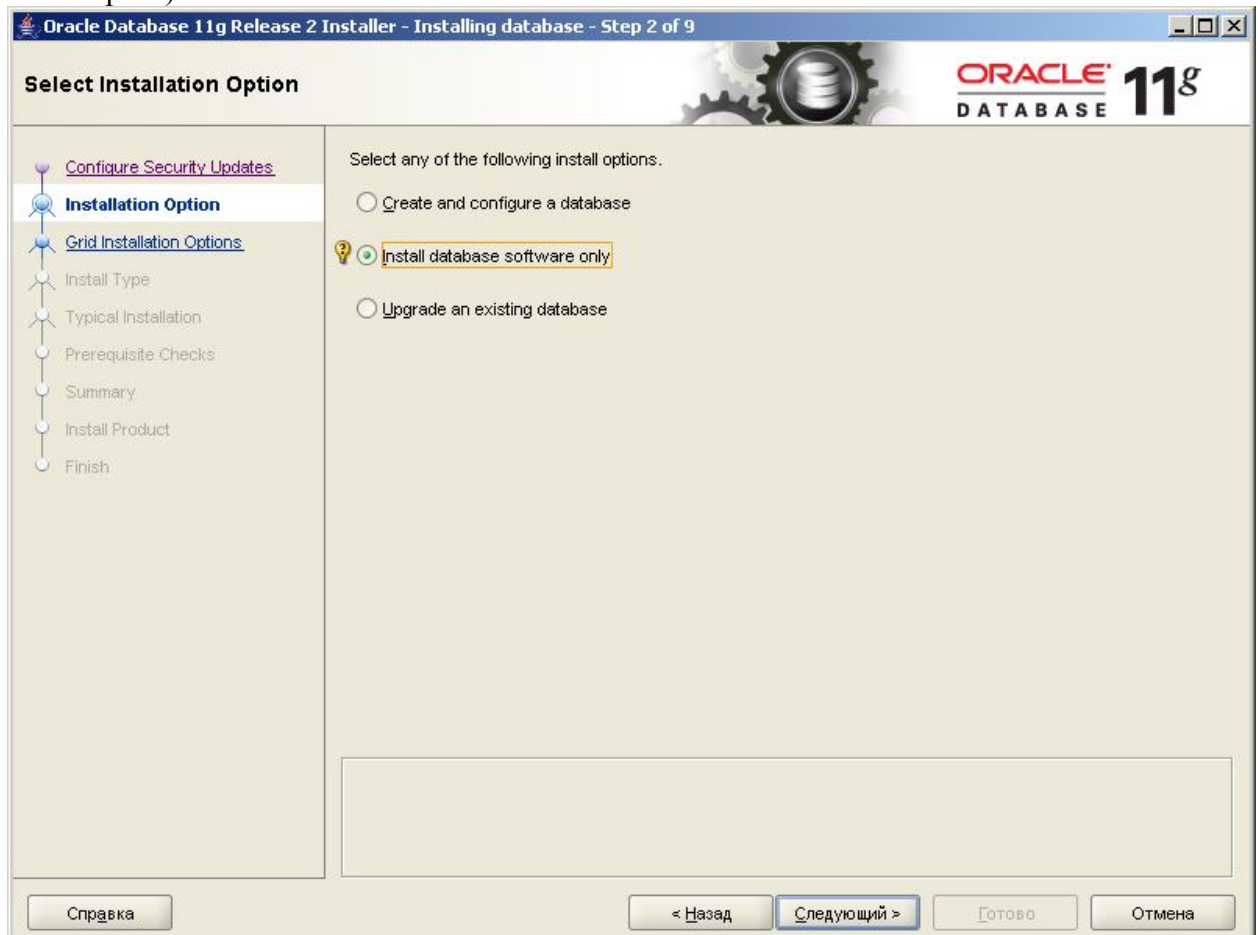 Oracle Database 11g Release 2 Installer - Installing database - Step 2 of 9
Select Installation Option
ORACLE
DATABASE
11g
Configure Security Updates
Installation Option
Grid Installation Options
Install Type
Typical Installation
Prerequisite Checks
Summary
Install Product
Finish
Select any of the following install options.
Create and configure a database
Install database software only
Upgrade an existing database
Справка
< Назад
Следующий >
Готово
Отмена